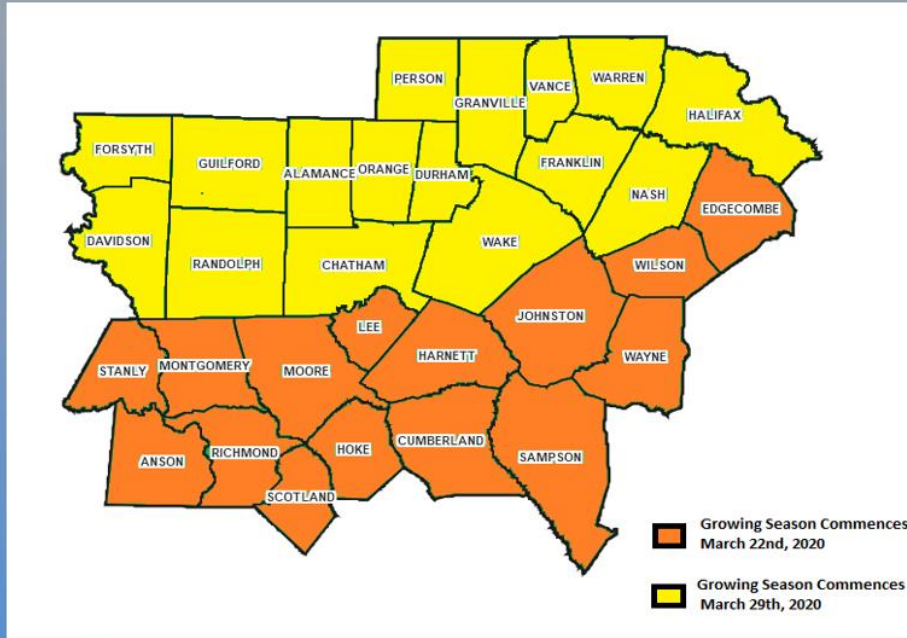 PERSON
GRANVILLE
VANCE
WARREN
HALIFAX
FORSYTH
GUILFORD
ALAMANCE
ORANGE
DURHAM
FRANKLIN
NASH
EDGECOMBE
DAVIDSON
RANDOLPH
CHATHAM
WAKE
WILSON
STANLY
MONTGOMERY
MOORE
LEE
HARNETT
JOHNSTON
WAYNE
ANSON
RICHMOND
SCOTLAND
HOKE
CUMBERLAND
SAMPSON
Growing Season Commences
March 22nd, 2020
Growing Season Commences
March 29th, 2020